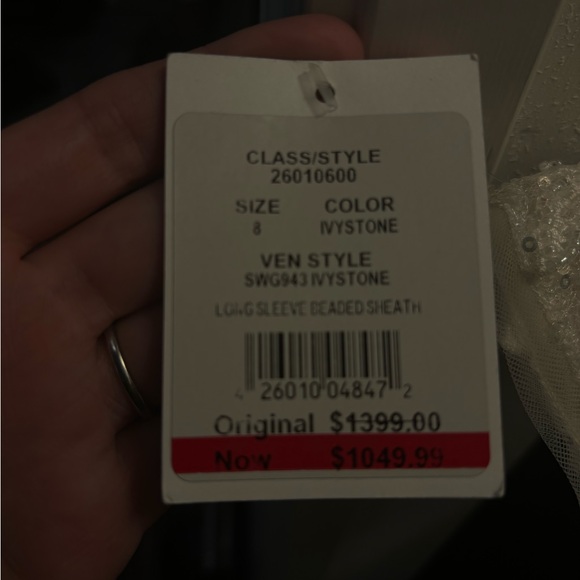 CLASS/STYLE
26010600
SIZE COLOR
8 IVYSTONE
VEN STYLE
SWG943 IVYSTONE
LONG SLEEVE BEADED SHEATH
4 26010 04847 2
Original $1399.00
Now $1049.99